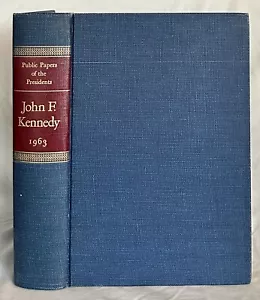 Public Papers
of the
Presidents
John F.
Kennedy
1963